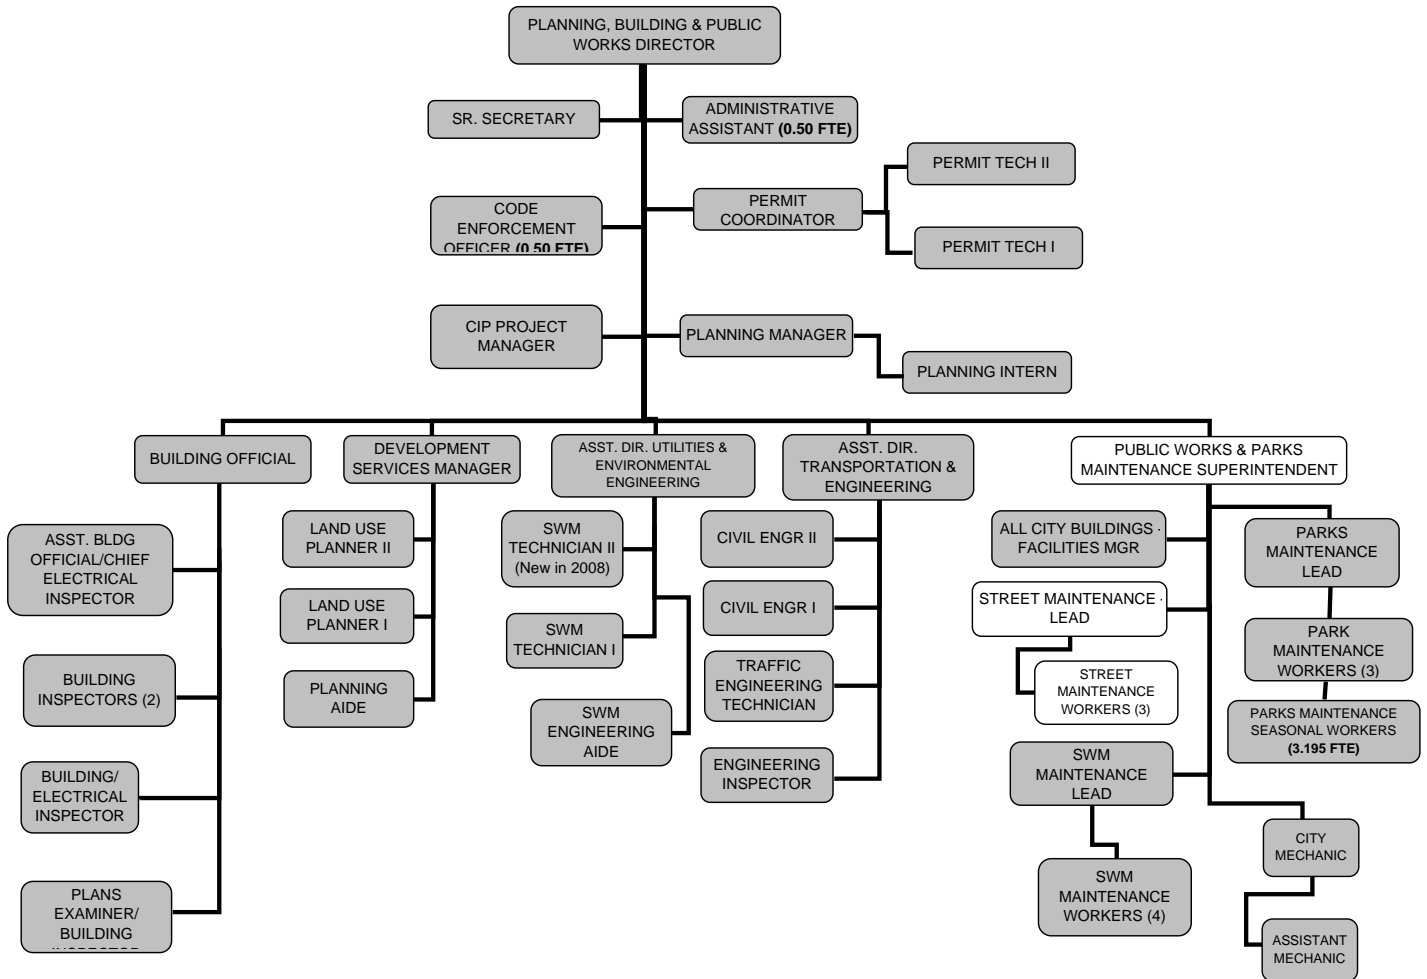 PLANNING, BUILDING & PUBLIC
WORKS DIRECTOR
SR. SECRETARY
ADMINISTRATIVE
ASSISTANT (0.50 FTE)
PERMIT TECH II
CODE
ENFORCEMENT
OFFICER (0.50 FTE)
PERMIT
COORDINATOR
PERMIT TECH I
CIP PROJECT
MANAGER
PLANNING MANAGER
PLANNING INTERN
BUILDING OFFICIAL
DEVELOPMENT
SERVICES MANAGER
ASST. DIR. UTILITIES &
ENVIRONMENTAL
ENGINEERING
ASST. DIR.
TRANSPORTATION &
ENGINEERING
PUBLIC WORKS & PARKS
MAINTENANCE SUPERINTENDENT
ASST. BLDG
OFFICIAL/CHIEF
ELECTRICAL
INSPECTOR
BUILDING
INSPECTORS (2)
BUILDING/
ELECTRICAL
INSPECTOR
PLANS
EXAMINER/
BUILDING
INSPECTOR
LAND USE
PLANNER II
LAND USE
PLANNER I
PLANNING
AIDE
SWM
TECHNICIAN II
(New in 2008)
SWM
TECHNICIAN I
SWM
ENGINEERING
AIDE
CIVIL ENGR II
CIVIL ENGR I
TRAFFIC
ENGINEERING
TECHNICIAN
ENGINEERING
INSPECTOR
ALL CITY BUILDINGS -
FACILITIES MGR
STREET MAINTENANCE -
LEAD
STREET
MAINTENANCE
WORKERS (3)
SWM
MAINTENANCE
LEAD
SWM
MAINTENANCE
WORKERS (4)
PARKS
MAINTENANCE
LEAD
PARK
MAINTENANCE
WORKERS (3)
PARKS MAINTENANCE
SEASONAL WORKERS
(3.195 FTE)
CITY
MECHANIC
ASSISTANT
MECHANIC